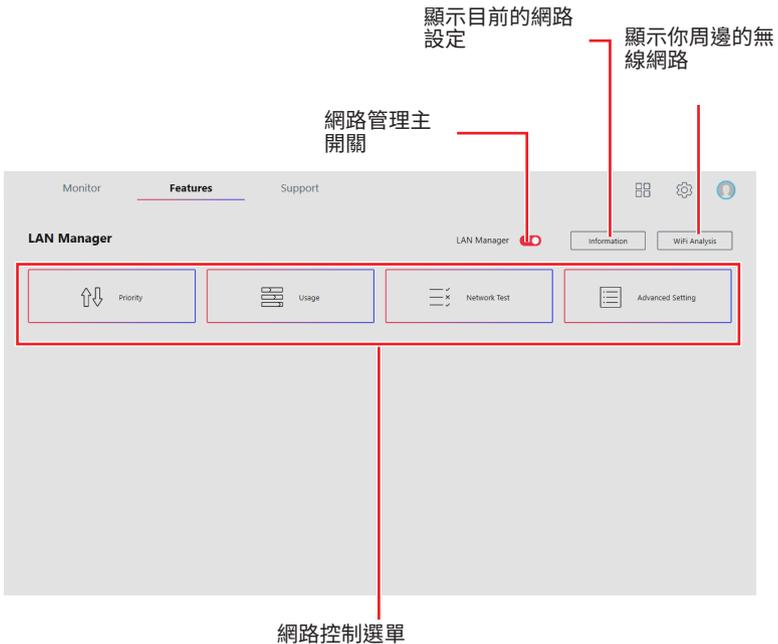 顯示目前的網路
設定
顯示你周邊的無
線網路
網路管理主
開關
Monitor
Features
Support
LAN Manager
LAN Manager
Information
WiFi Analysis
Priority
Usage
Network Test
Advanced Setting
網路控制選單